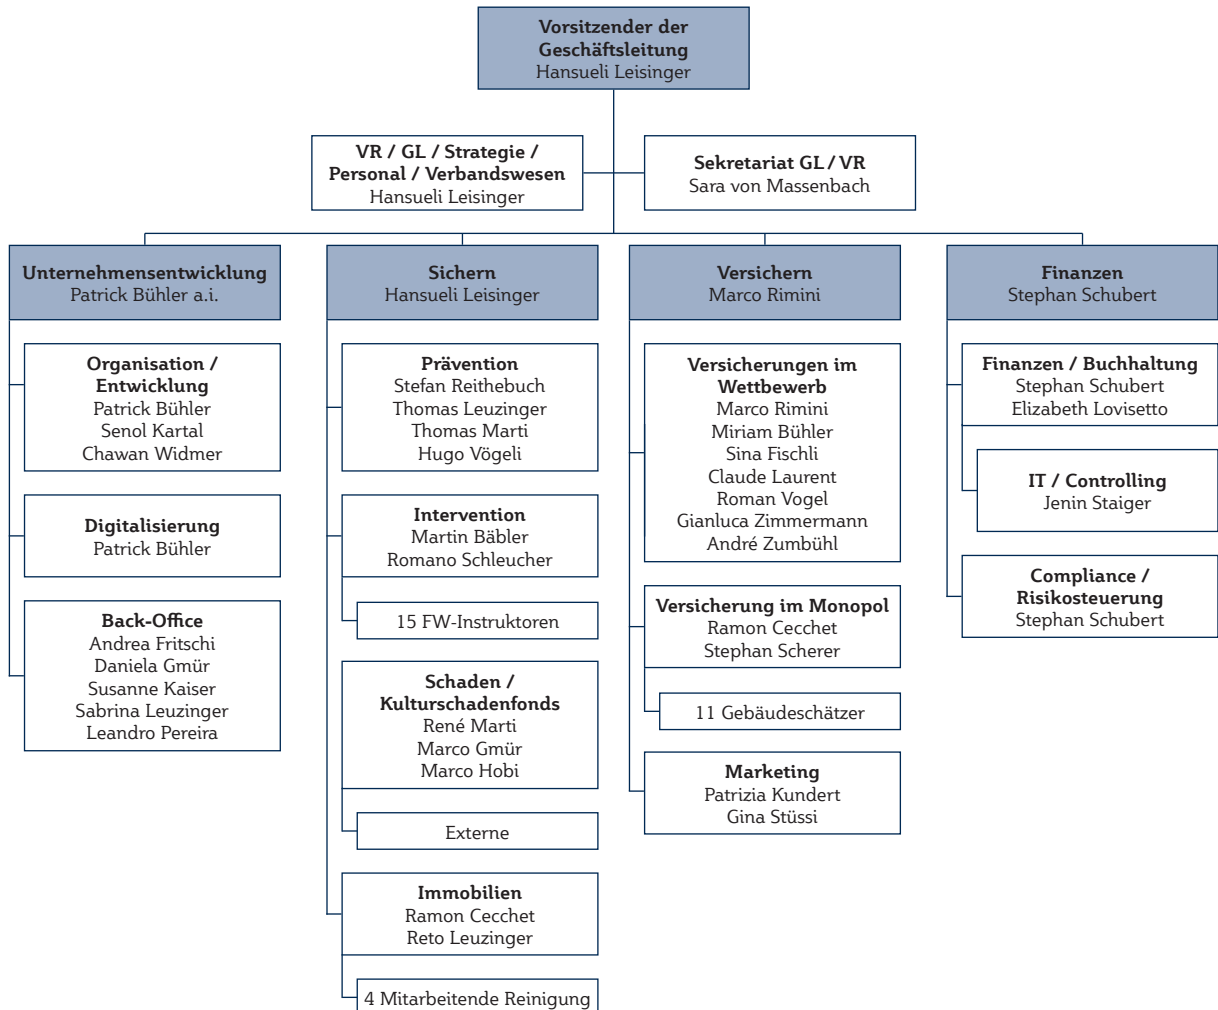 Vorsitzender der
Geschäftsleitung
Hansueli Leisinger
VR / GL / Strategie /
Personal / Verbandswesen
Hansueli Leisinger
Sekretariat GL / VR
Sara von Massenbach
Unternehmensentwicklung
Patrick Bühler a.i.
Organisation /
Entwicklung
Patrick Bühler
Senol Kartal
Chawan Widmer
Digitalisierung
Patrick Bühler
Back-Office
Andrea Fritschi
Daniela Gmür
Susanne Kaiser
Sabrina Leuzinger
Leandro Pereira
Sichern
Hansueli Leisinger
Prävention
Stefan Reithebuch
Thomas Leuzinger
Thomas Marti
Hugo Vögeli
Intervention
Martin Bäbler
Romano Schleucher
15 FW-Instruktoren
Schaden /
Kulturschadenfonds
René Marti
Marco Gmür
Marco Hobi
Externe
Immobilien
Ramon Cecchet
Reto Leuzinger
4 Mitarbeitende Reinigung
Versichern
Marco Rimini
Versicherungen im
Wettbewerb
Marco Rimini
Miriam Bühler
Sina Fischli
Claude Laurent
Roman Vogel
Gianluca Zimmermann
André Zumbühl
Versicherung im Monopol
Ramon Cecchet
Stephan Scherer
11 Gebäudeschätzer
Marketing
Patrizia Kundert
Gina Stüssi
Finanzen
Stephan Schubert
Finanzen / Buchhaltung
Stephan Schubert
Elizabeth Lovisetto
IT / Controlling
Jenin Staiger
Compliance /
Risikosteuerung
Stephan Schubert